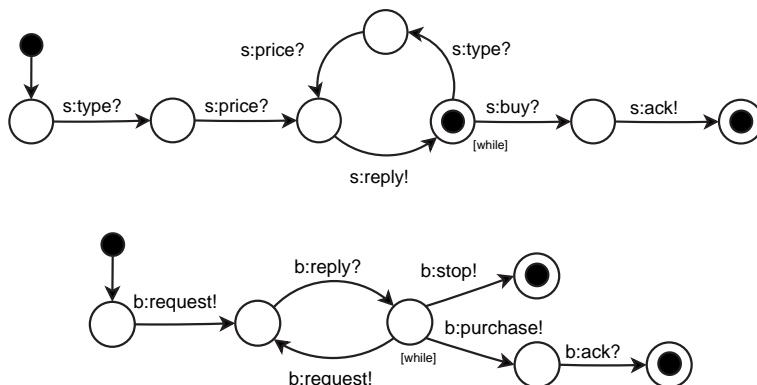 s:price?
s:type?
s:type?
s:price?
s:buy?
s:ack!
[while]
s:reply!
b:reply?
b:stop!
b:request!
b:purchase!
[while]
b:ack?
b:request!